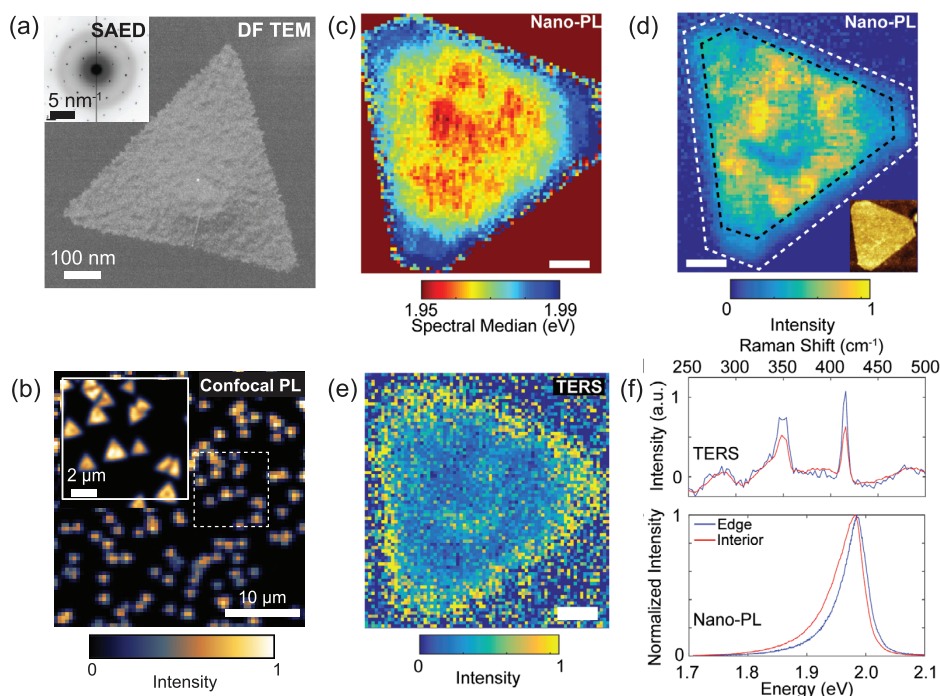 (a)
SAED
DF TEM
5 nm⁻¹
100 nm
(c)
Nano-PL
1.95
1.99
Spectral Median (eV)
(d)
Nano-PL
0
1
Intensity
(b)
Confocal PL
2 µm
10 µm
0
1
Intensity
(e)
TERS
0
1
Intensity
(f)
Raman Shift (cm⁻¹)
250 300 350 400 450 500
Intensity (a.u.)
1
0
TERS
Normalized Intensity
1
0
Edge
Interior
Nano-PL
1.7 1.8 1.9 2.0 2.1
Energy (eV)